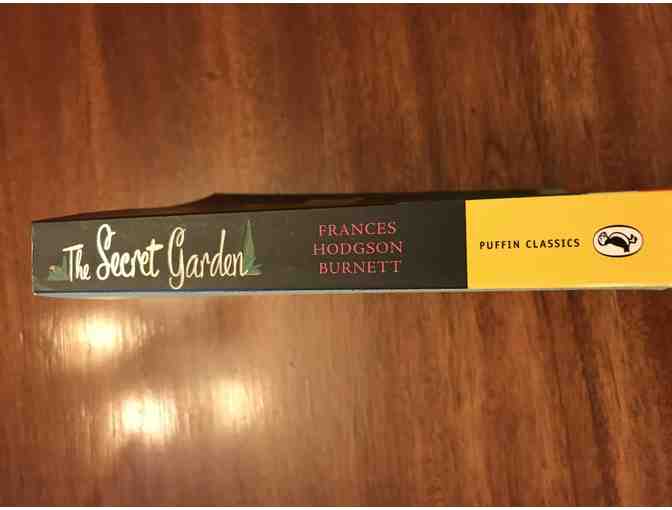 The Secret Garden
FRANCES
HODGSON
BURNETT
PUFFIN CLASSICS